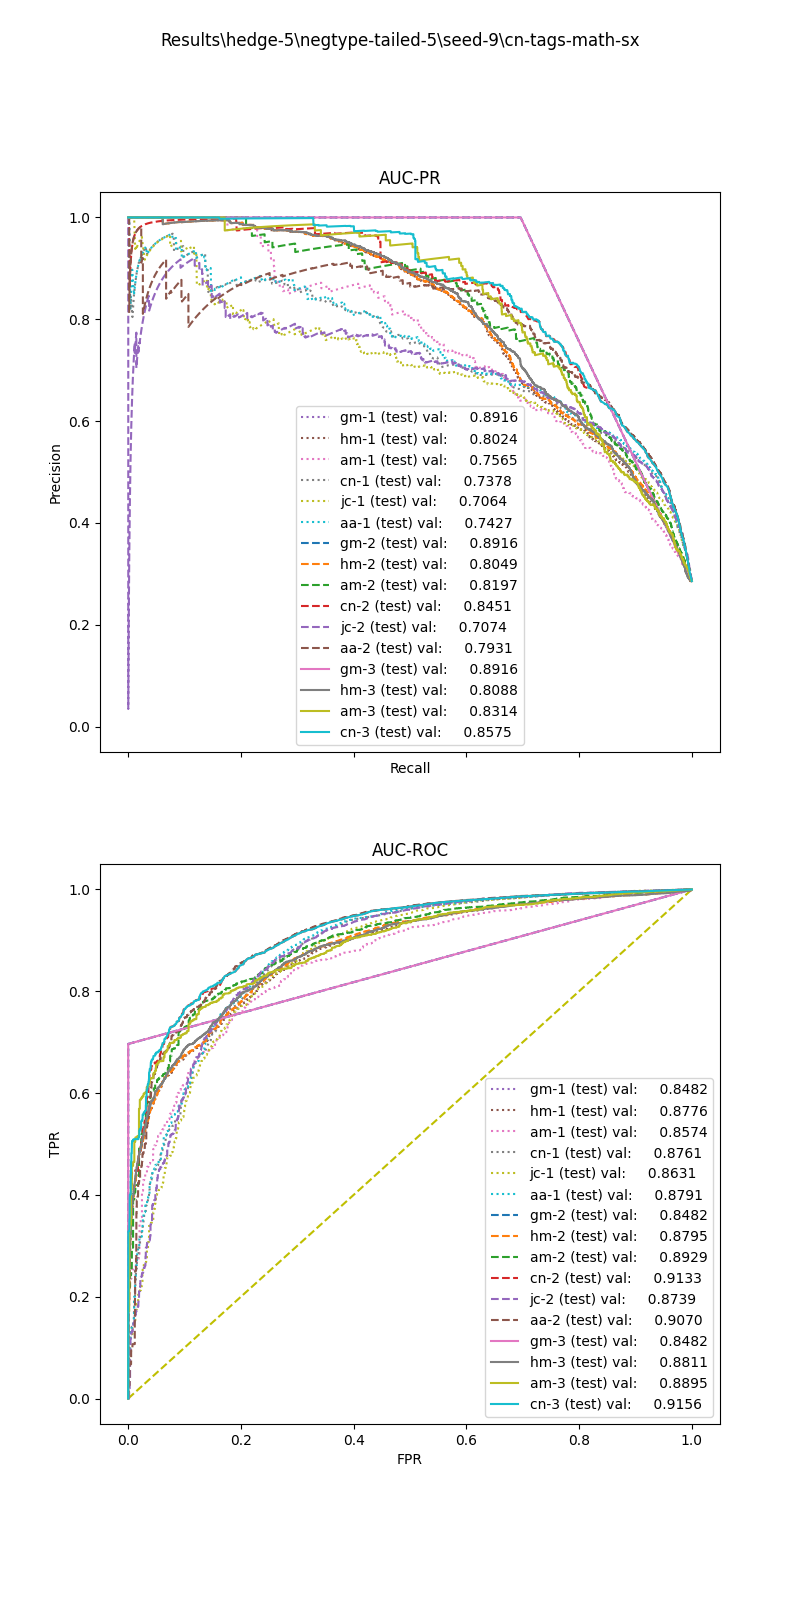 Results\hedge-5\negtype-tailed-5\seed-9\cn-tags-math-sx
AUC-PR
1.0
0.8
0.6
0.4
0.2
0.0
Precision
gm-1 (test) val: 0.8916
hm-1 (test) val: 0.8024
am-1 (test) val: 0.7565
cn-1 (test) val: 0.7378
jc-1 (test) val: 0.7064
aa-1 (test) val: 0.7427
gm-2 (test) val: 0.8916
hm-2 (test) val: 0.8049
am-2 (test) val: 0.8197
cn-2 (test) val: 0.8451
jc-2 (test) val: 0.7074
aa-2 (test) val: 0.7931
gm-3 (test) val: 0.8916
hm-3 (test) val: 0.8088
am-3 (test) val: 0.8314
cn-3 (test) val: 0.8575
Recall
AUC-ROC
1.0
0.8
0.6
0.4
0.2
0.0
TPR
gm-1 (test) val: 0.8482
hm-1 (test) val: 0.8776
am-1 (test) val: 0.8574
cn-1 (test) val: 0.8761
jc-1 (test) val: 0.8631
aa-1 (test) val: 0.8791
gm-2 (test) val: 0.8482
hm-2 (test) val: 0.8795
am-2 (test) val: 0.8929
cn-2 (test) val: 0.9133
jc-2 (test) val: 0.8739
aa-2 (test) val: 0.9070
gm-3 (test) val: 0.8482
hm-3 (test) val: 0.8811
am-3 (test) val: 0.8895
cn-3 (test) val: 0.9156
0.0 0.2 0.4 0.6 0.8 1.0
FPR